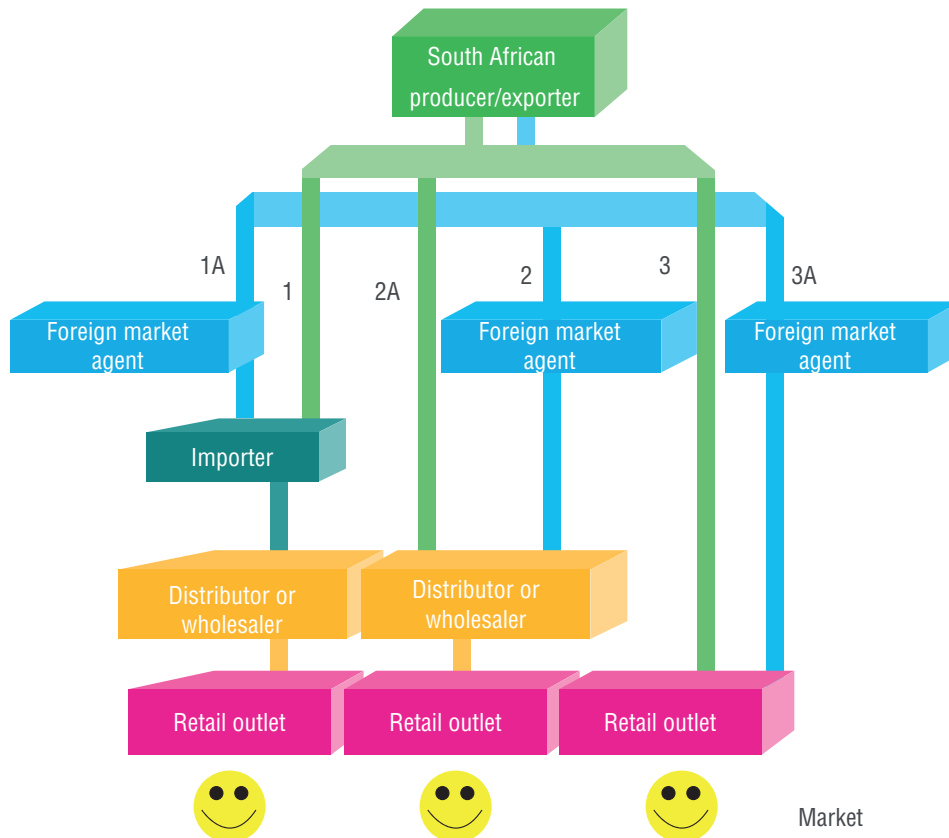 South African
producer/exporter
1A
1
2A
2
3
3A
Foreign market
agent
Foreign market
agent
Foreign market
agent
Importer
Distributor or
wholesaler
Distributor or
wholesaler
Retail outlet
Retail outlet
Retail outlet
Market